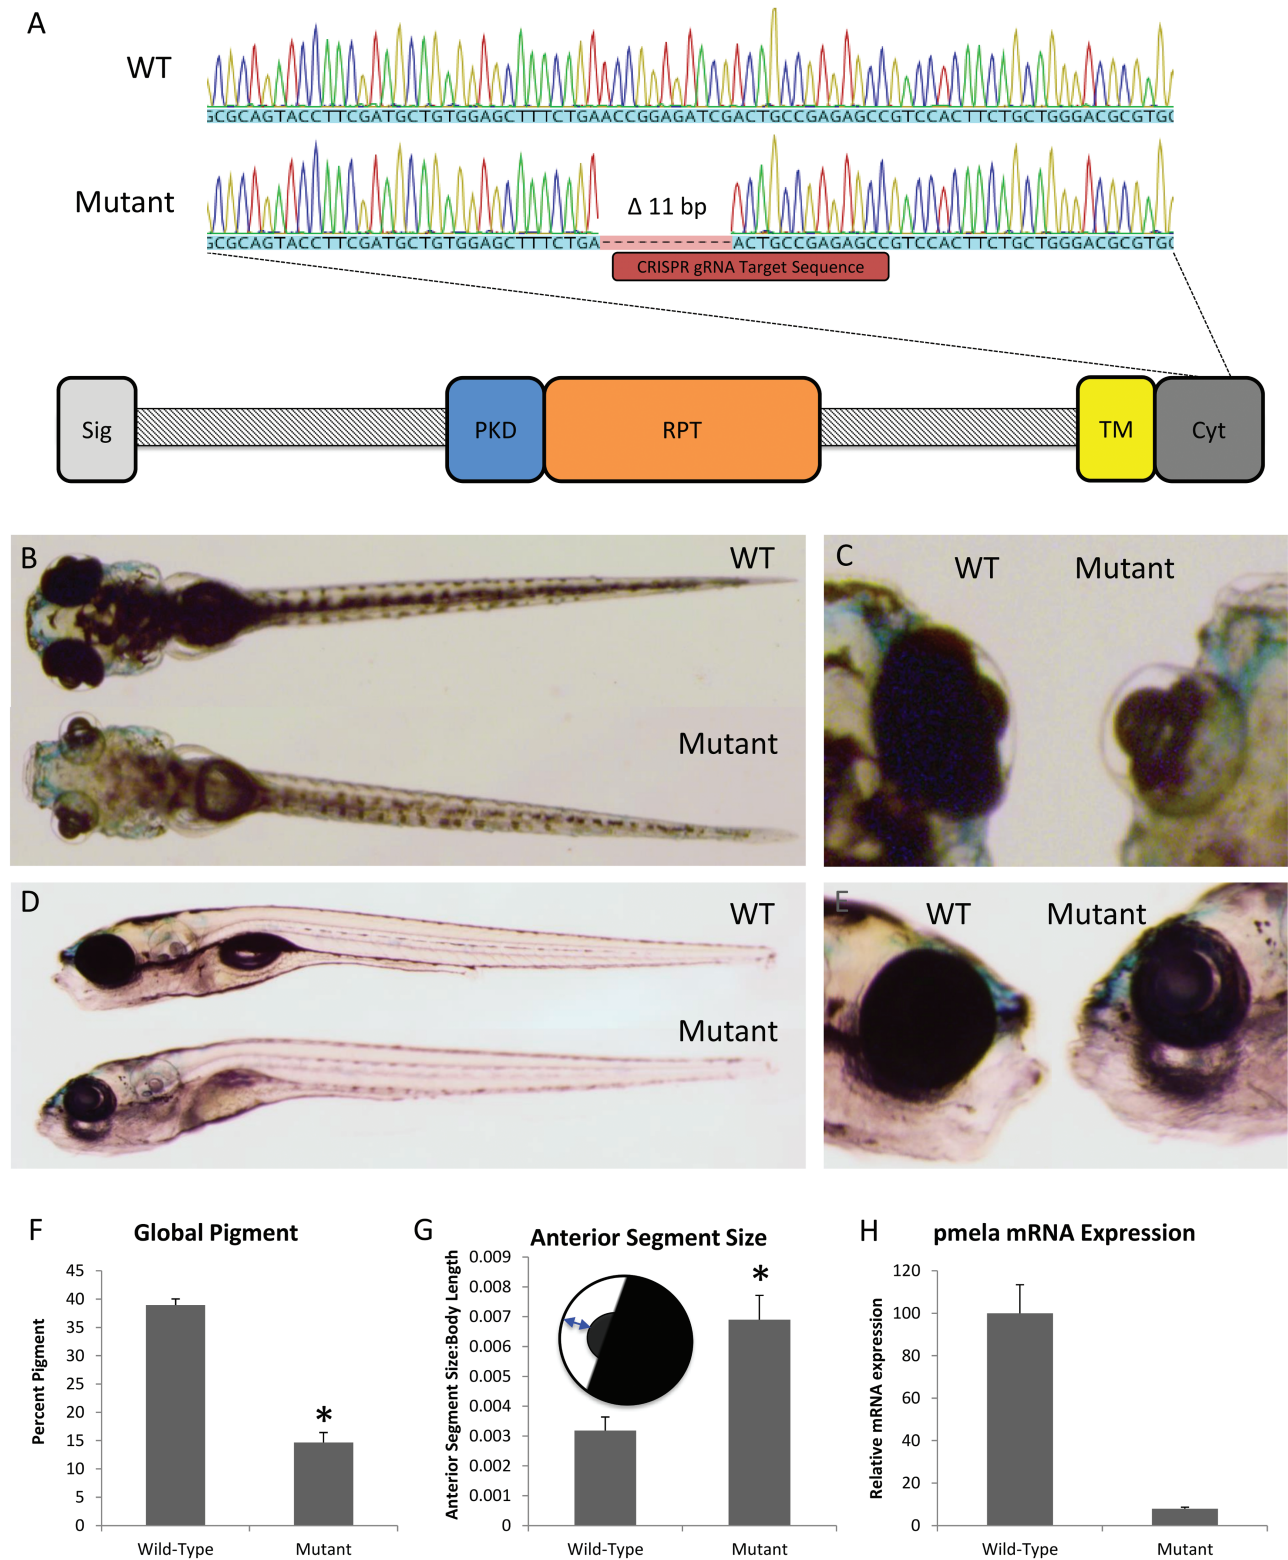 A
WT
GCGCAGTACCTTCGATGCTGTGGAGCTTTCTGAACCGGAGATCGACTGCCGAGAGCCGTCCACTTCTGCTGGGACGCGTGC
Mutant
Δ 11 bp
GCGCAGTACCTTCGATGCTGTGGAGCTTTCTGA-----------ACTGCCGAGAGCCGTCCACTTCTGCTGGGACGCGTGC
CRISPR gRNA Target Sequence
Sig
PKD
RPT
TM
Cyt
B
WT
Mutant
C
WT
Mutant
D
WT
Mutant
E
WT
Mutant
F
Global Pigment
Percent Pigment
45
40
35
30
25
20
15
10
5
0
*
Wild-Type
Mutant
G
Anterior Segment Size
Anterior Segment Size:Body Length
0.009
0.008
0.007
0.006
0.005
0.004
0.003
0.002
0.001
0
*
Wild-Type
Mutant
H
pmela mRNA Expression
Relative mRNA expression
120
100
80
60
40
20
0
Wild-Type
Mutant